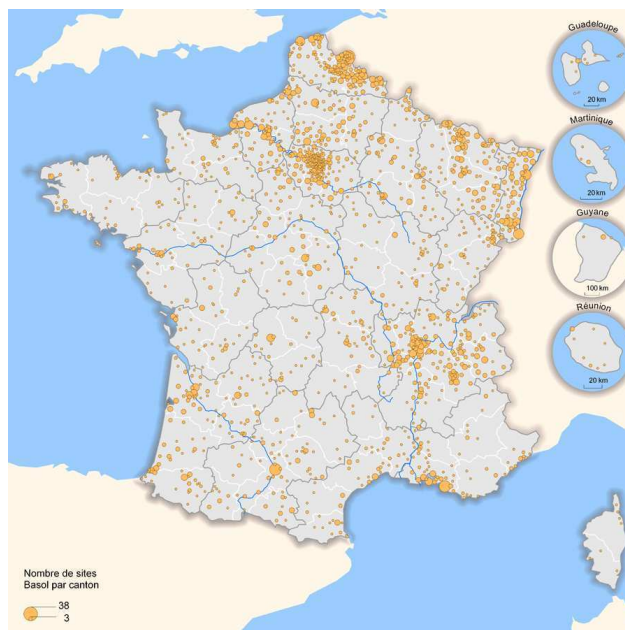 Guadeloupe
20 km
Martinique
20 km
Guyane
100 km
Réunion
20 km
Nombre de sites
Basol par canton
38
3